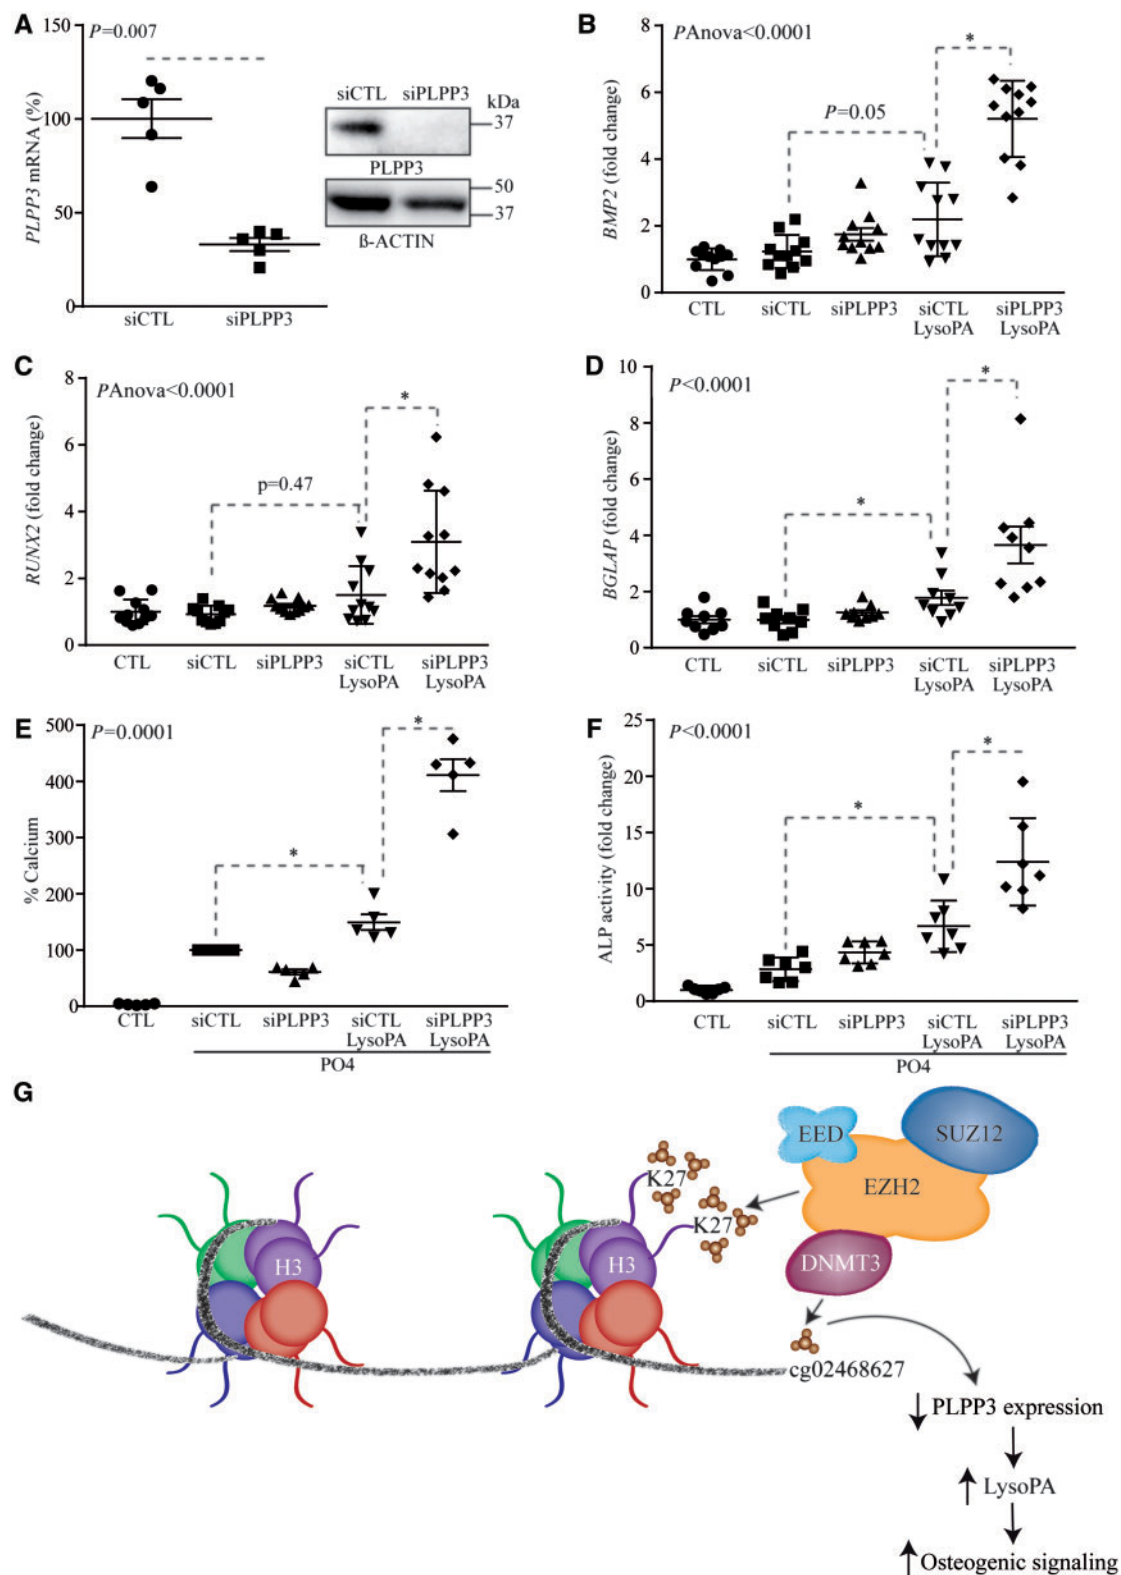 A
150
P=0.007
100
50
0
PLPP3 mRNA (%)
siCTL
siPLPP3
siCTL siPLPP3
kDa
37
PLPP3
50
37
ß-ACTIN
B
8
PAnova<0.0001
*
6
P=0.05
4
2
0
BMP2 (fold change)
CTL
siCTL
siPLPP3
siCTL
LysoPA
siPLPP3
LysoPA
C
8
PAnova<0.0001
*
6
p=0.47
4
2
0
RUNX2 (fold change)
CTL
siCTL
siPLPP3
siCTL
LysoPA
siPLPP3
LysoPA
D
10
P<0.0001
*
8
6
*
4
2
0
BGLAP (fold change)
CTL
siCTL
siPLPP3
siCTL
LysoPA
siPLPP3
LysoPA
E
500
P=0.0001
*
400
300
*
200
100
0
% Calcium
CTL
siCTL
siPLPP3
siCTL
LysoPA
siPLPP3
LysoPA
PO4
F
25
P<0.0001
*
20
*
15
10
5
0
ALP activity (fold change)
CTL
siCTL
siPLPP3
siCTL
LysoPA
siPLPP3
LysoPA
PO4
G
EED
SUZ12
K27
EZH2
K27
H3
H3
DNMT3
cg02468627
PLPP3 expression
LysoPA
Osteogenic signaling